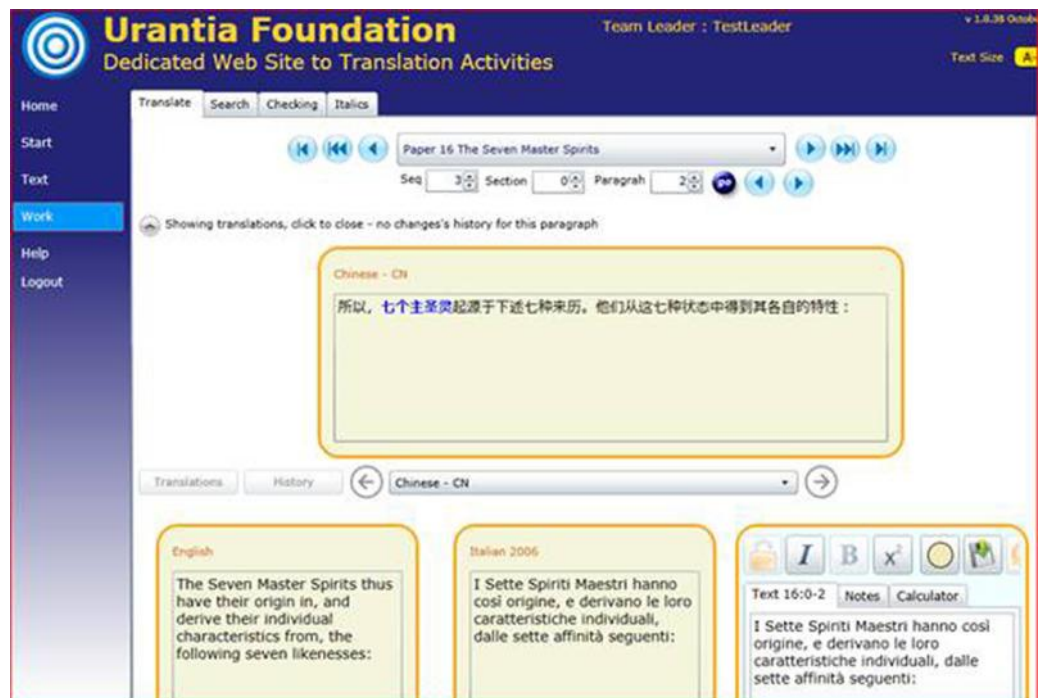 Urantia Foundation
Team Leader : TestLeader
v 1.0.38
Dedicated Web Site to Translation Activities
Text Size
Home
Start
Text
Work
Help
Logout
Translate Search Checking Italics
Paper 16 The Seven Master Spirits
Seq 3 Section 0 Paragrah 2 go
Showing translations, click to close - no changes's history for this paragraph
Chinese - CN
所以，七个主圣灵起源于下述七种来历。他们从这七种状态中得到其各自的特性：
Translations History Chinese - CN
English
The Seven Master Spirits thus
have their origin in, and
derive their individual
characteristics from, the
following seven likenesses:
Italian 2006
I Sette Spiriti Maestri hanno
così origine, e derivano le loro
caratteristiche individuali,
dalle sette affinità seguenti:
I B x²
Text 16:0-2 Notes Calculator
I Sette Spiriti Maestri hanno così
origine, e derivano le loro
caratteristiche individuali, dalle
sette affinità seguenti: